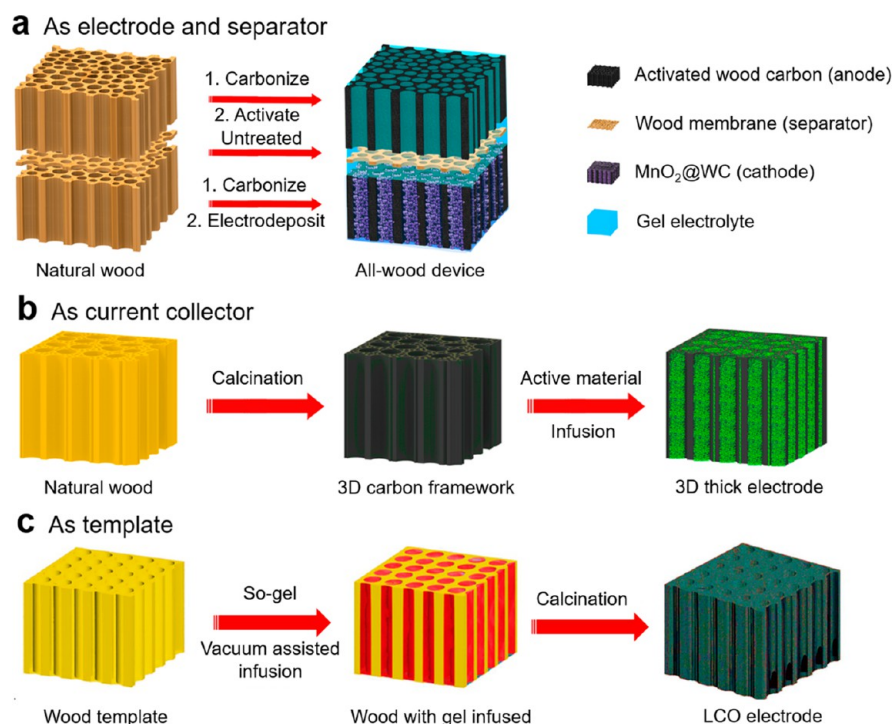 a As electrode and separator
1. Carbonize
2. Activate
Untreated
1. Carbonize
2. Electrodeposit
Natural wood
All-wood device
Activated wood carbon (anode)
Wood membrane (separator)
MnO₂@WC (cathode)
Gel electrolyte
b As current collector
Calcination
Active material
Infusion
Natural wood
3D carbon framework
3D thick electrode
c As template
So-gel
Vacuum assisted
infusion
Calcination
Wood template
Wood with gel infused
LCO electrode